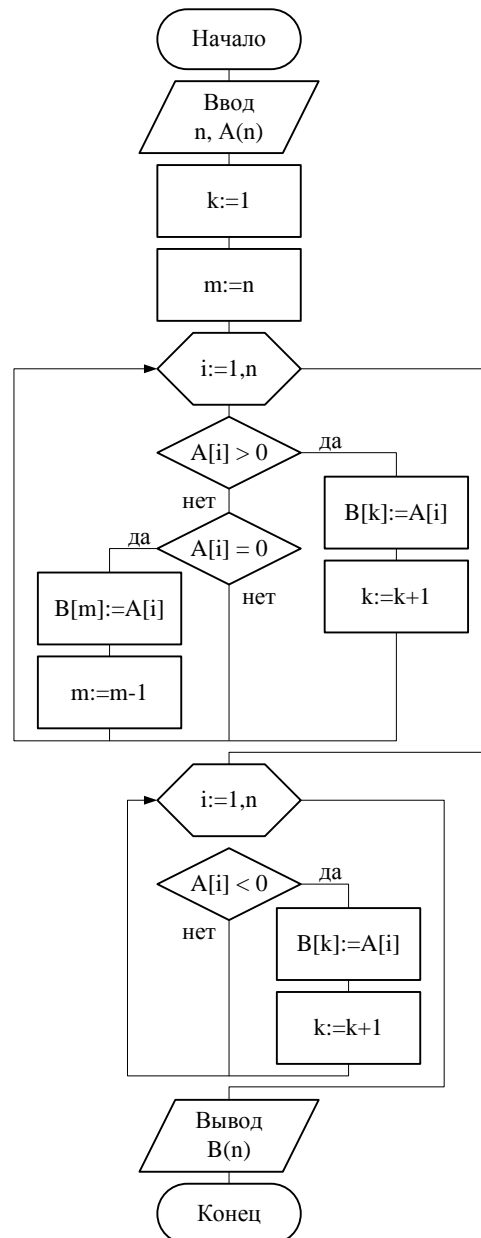 Начало
Ввод
n, A(n)
k:=1
m:=n
i:=1,n
A[i] > 0
да
нет
B[k]:=A[i]
k:=k+1
A[i] = 0
да
нет
B[m]:=A[i]
m:=m-1
i:=1,n
A[i] < 0
да
нет
B[k]:=A[i]
k:=k+1
Вывод
B(n)
Конец